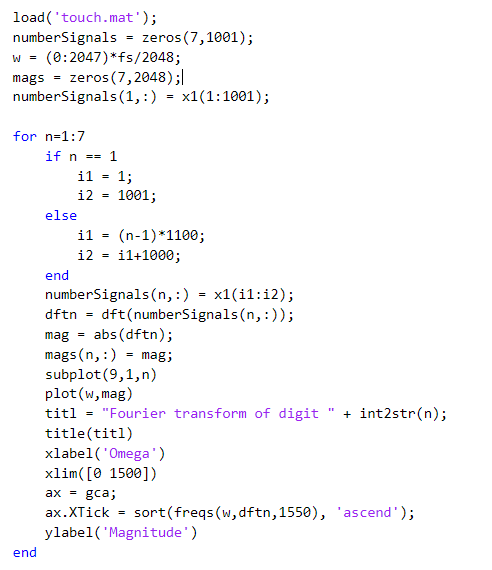 load('touch.mat');
numberSignals = zeros(7,1001);
w = (0:2047)*fs/2048;
mags = zeros(7,2048);
numberSignals(1,:) = x1(1:1001);

for n=1:7
    if n == 1
        i1 = 1;
        i2 = 1001;
    else
        i1 = (n-1)*1100;
        i2 = i1+1000;
    end
    numberSignals(n,:) = x1(i1:i2);
    dftn = dft(numberSignals(n,:));
    mag = abs(dftn);
    mags(n,:) = mag;
    subplot(9,1,n)
    plot(w,mag)
    titl = "Fourier transform of digit " + int2str(n);
    title(titl)
    xlabel('Omega')
    xlim([0 1500])
    ax = gca;
    ax.XTick = sort(freqs(w,dftn,1550), 'ascend');
    ylabel('Magnitude')
end